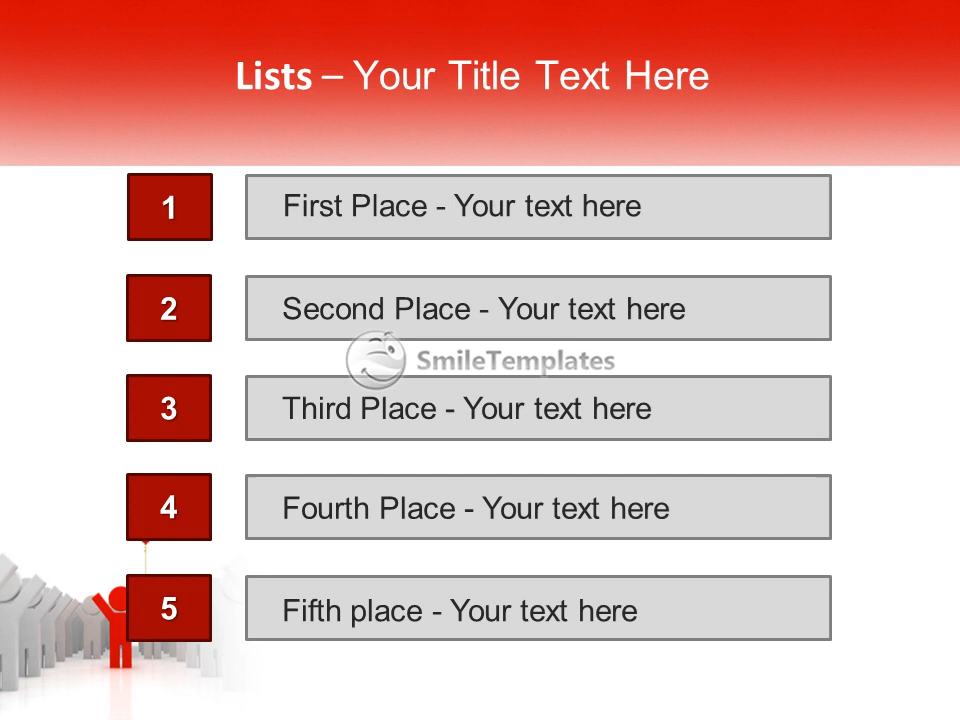 Lists – Your Title Text Here
1
First Place - Your text here
2
Second Place - Your text here
SmileTemplates
3
Third Place - Your text here
4
Fourth Place - Your text here
5
Fifth place - Your text here